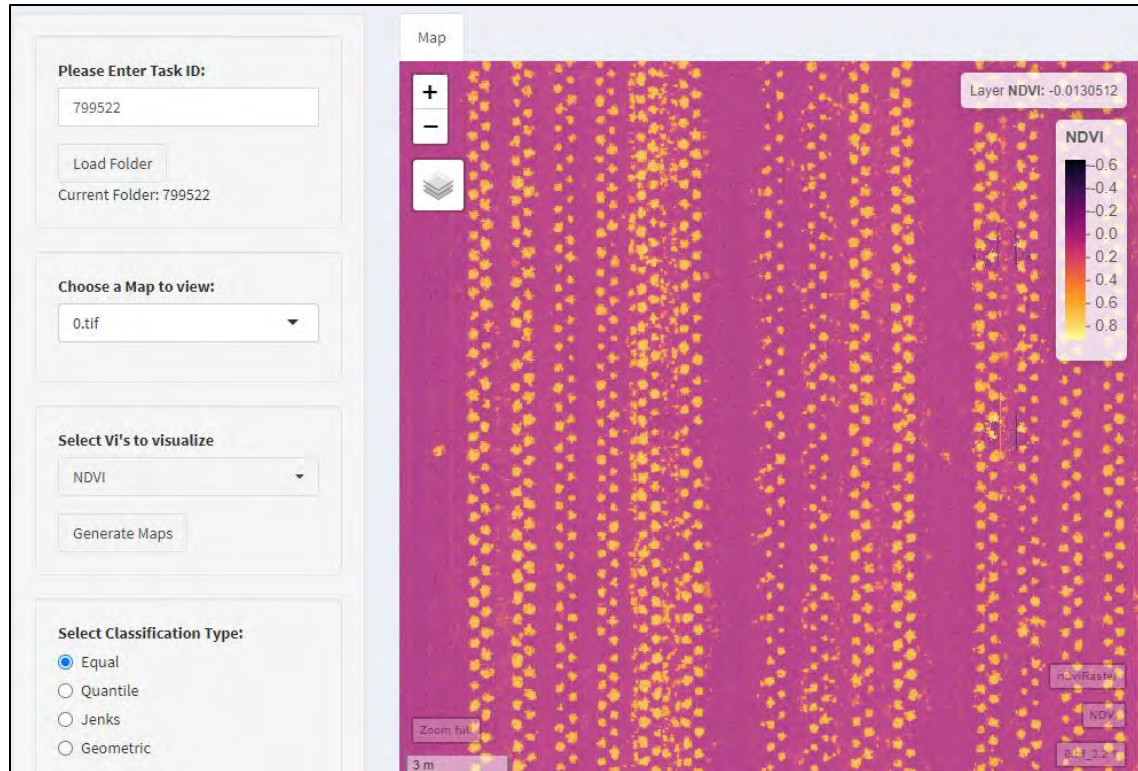 Please Enter Task ID:
799522
Load Folder
Current Folder: 799522
Choose a Map to view:
0.tif
Select Vi's to visualize
NDVI
Generate Maps
Select Classification Type:
Equal
Quantile
Jenks
Geometric
Map
+
−
Layer NDVI: -0.0130512
NDVI
-0.6
-0.4
-0.2
0.0
0.2
0.4
0.6
0.8
ndviRaster
NDVI
Zoom full
3 m